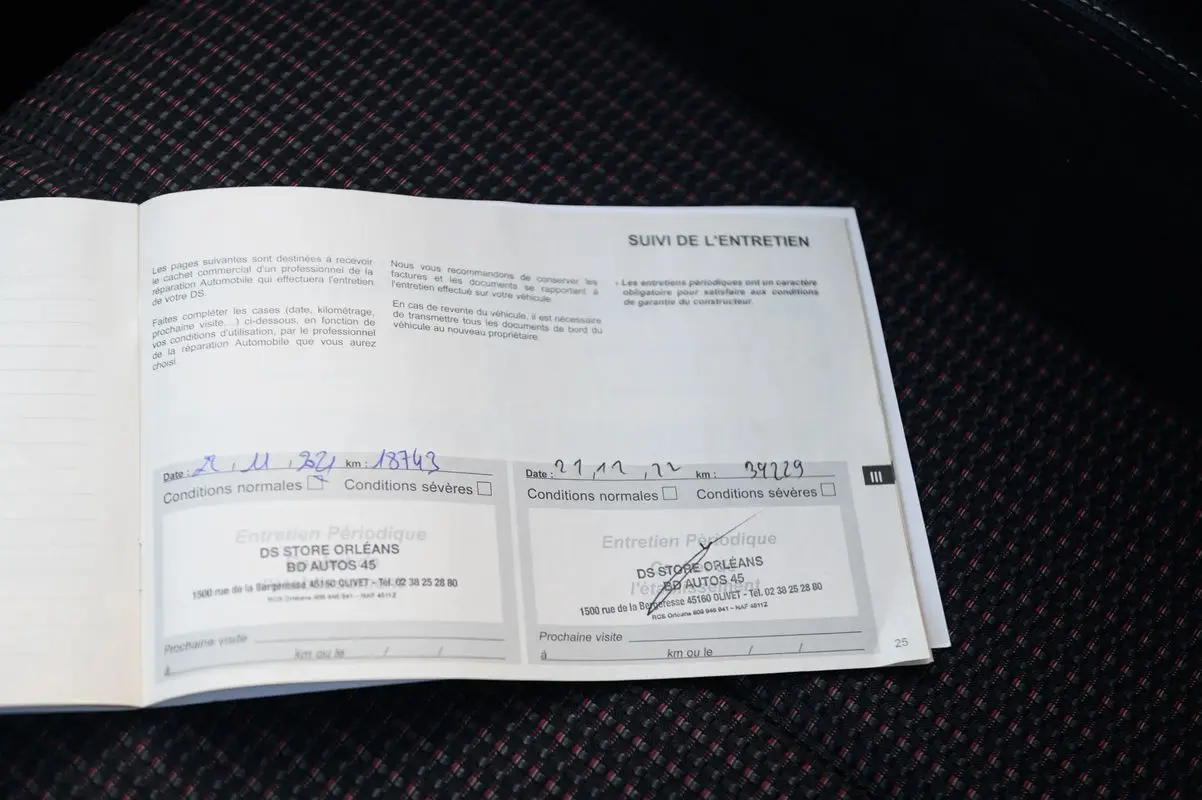 SUIVI DE L'ENTRETIEN
Les pages suivantes sont destinées à recevoir
le cachet commercial d'un professionnel de la
réparation Automobile qui effectuera l'entretien
de votre DS.
Faites compléter les cases (date, kilométrage,
prochaine visite...) ci-dessous, en fonction de
vos conditions d'utilisation, par le professionnel
de la réparation Automobile que vous aurez
choisi.
Nous vous recommandons de conserver les
factures et les documents se rapportant à
l'entretien effectué sur votre véhicule.
En cas de revente du véhicule, il est nécessaire
de transmettre tous les documents de bord du
véhicule au nouveau propriétaire.
Les entretiens périodiques ont un caractère
obligatoire pour satisfaire aux conditions
de garantie du constructeur.
Date : 22, 11, km : 18743
Conditions normales Conditions sévères
Entretien Périodique
DS STORE ORLÉANS
BD AUTOS 45
1500 rue de la Bergeresse 45160 OLIVET - Tél. 02 38 25 28 80
Prochaine visite
à km ou le / /
Date : 21, 12, 22 km : 34229
Conditions normales Conditions sévères
Entretien Périodique
DS STORE ORLÉANS
BD AUTOS 45
l'établissement
1500 rue de la Bergeresse 45160 OLIVET - Tél. 02 38 25 28 80
Prochaine visite
à km ou le / /
III
25